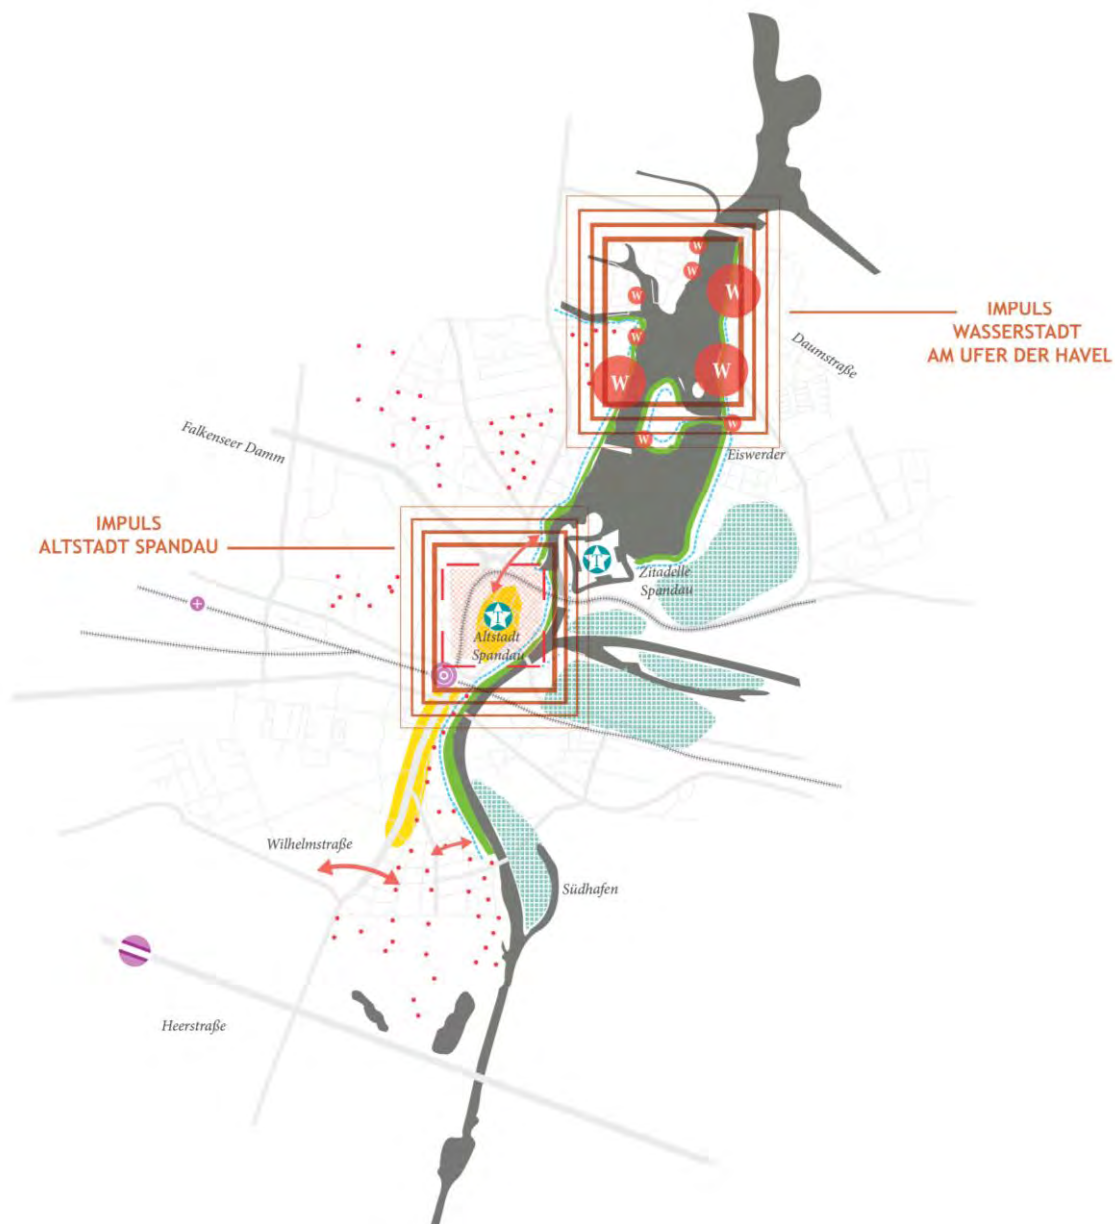 W
W
W
W
IMPULS
WASSERSTADT
AM UFER DER HAVEL
W
Daumstraße
W
W
W
W
Falkenseer Damm
Eiswerder
IMPULS
ALTSTADT SPANDAU
T
Zitadelle
Spandau
T
Altstadt
Spandau
Wilhelmstraße
Südhafen
Heerstraße